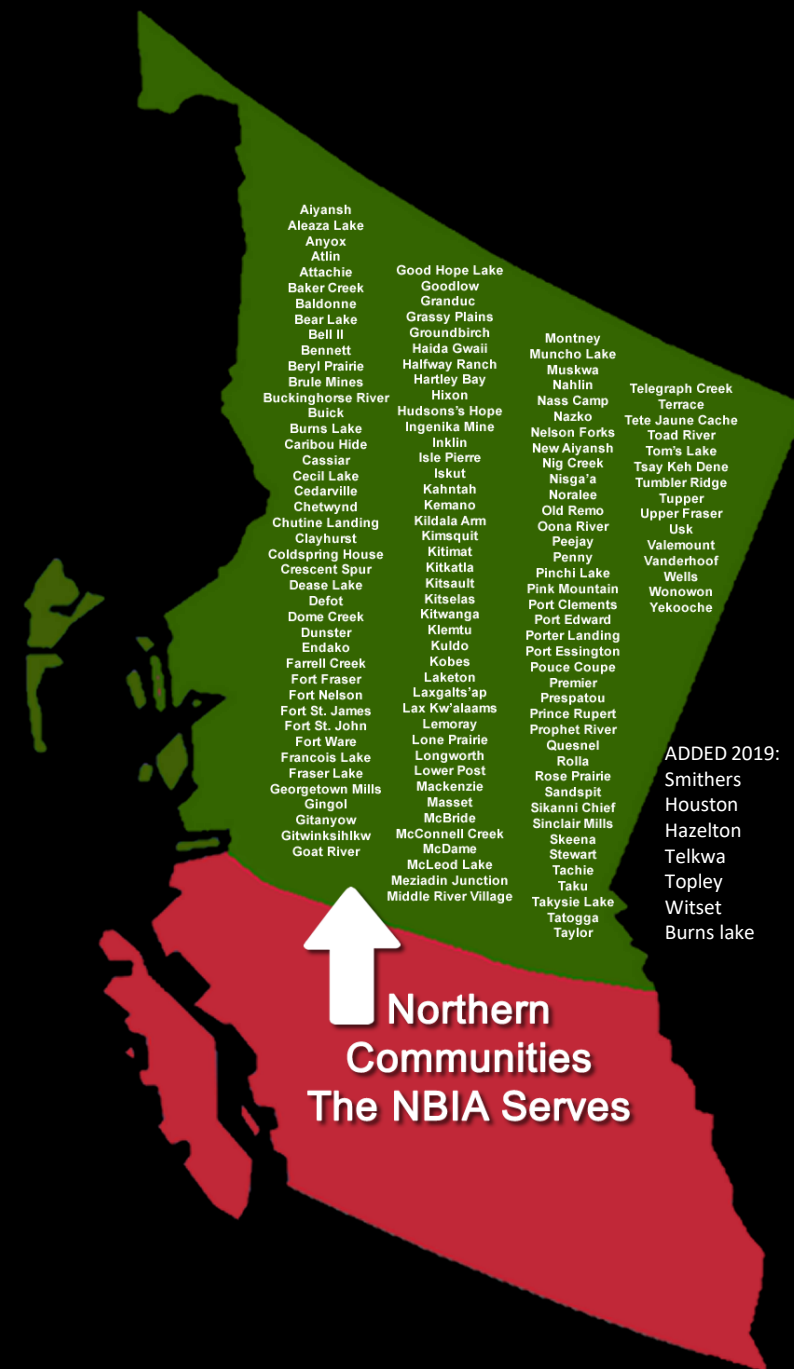 Aiyansh
Aleaza Lake
Anyox
Atlin
Attachie
Baker Creek
Baldonne
Bear Lake
Bell II
Bennett
Beryl Prairie
Brule Mines
Buckinghorse River
Buick
Burns Lake
Caribou Hide
Cassiar
Cecil Lake
Cedarville
Chetwynd
Chutine Landing
Clayhurst
Coldspring House
Crescent Spur
Dease Lake
Defot
Dome Creek
Dunster
Endako
Farrell Creek
Fort Fraser
Fort Nelson
Fort St. James
Fort St. John
Fort Ware
Francois Lake
Fraser Lake
Georgetown Mills
Gingol
Gitanyow
Gitwinksihlkw
Goat River
Good Hope Lake
Goodlow
Granduc
Grassy Plains
Groundbirch
Haida Gwaii
Halfway Ranch
Hartley Bay
Hixon
Hudsons's Hope
Ingenika Mine
Inklin
Isle Pierre
Iskut
Kahntah
Kemano
Kildala Arm
Kimsquit
Kitimat
Kitkatla
Kitsault
Kitselas
Kitwanga
Klemtu
Kuldo
Kobes
Laketon
Laxgalts'ap
Lax Kw'alaams
Lemoray
Lone Prairie
Longworth
Lower Post
Mackenzie
Masset
McBride
McConnell Creek
McDame
McLeod Lake
Meziadin Junction
Middle River Village
Montney
Muncho Lake
Muskwa
Nahlin
Nass Camp
Nazko
Nelson Forks
New Aiyansh
Nig Creek
Nisga'a
Noralee
Old Remo
Oona River
Peejay
Penny
Pinchi Lake
Pink Mountain
Port Clements
Port Edward
Porter Landing
Port Essington
Pouce Coupe
Premier
Prespatou
Prince Rupert
Prophet River
Quesnel
Rolla
Rose Prairie
Sandspit
Sikanni Chief
Sinclair Mills
Skeena
Stewart
Tachie
Taku
Takysie Lake
Tatogga
Taylor
Telegraph Creek
Terrace
Tete Jaune Cache
Toad River
Tom's Lake
Tsay Keh Dene
Tumbler Ridge
Tupper
Upper Fraser
Usk
Valemount
Vanderhoof
Wells
Wonowon
Yekooche
ADDED 2019:
Smithers
Houston
Hazelton
Telkwa
Topley
Witset
Burns lake
Northern
Communities
The NBIA Serves